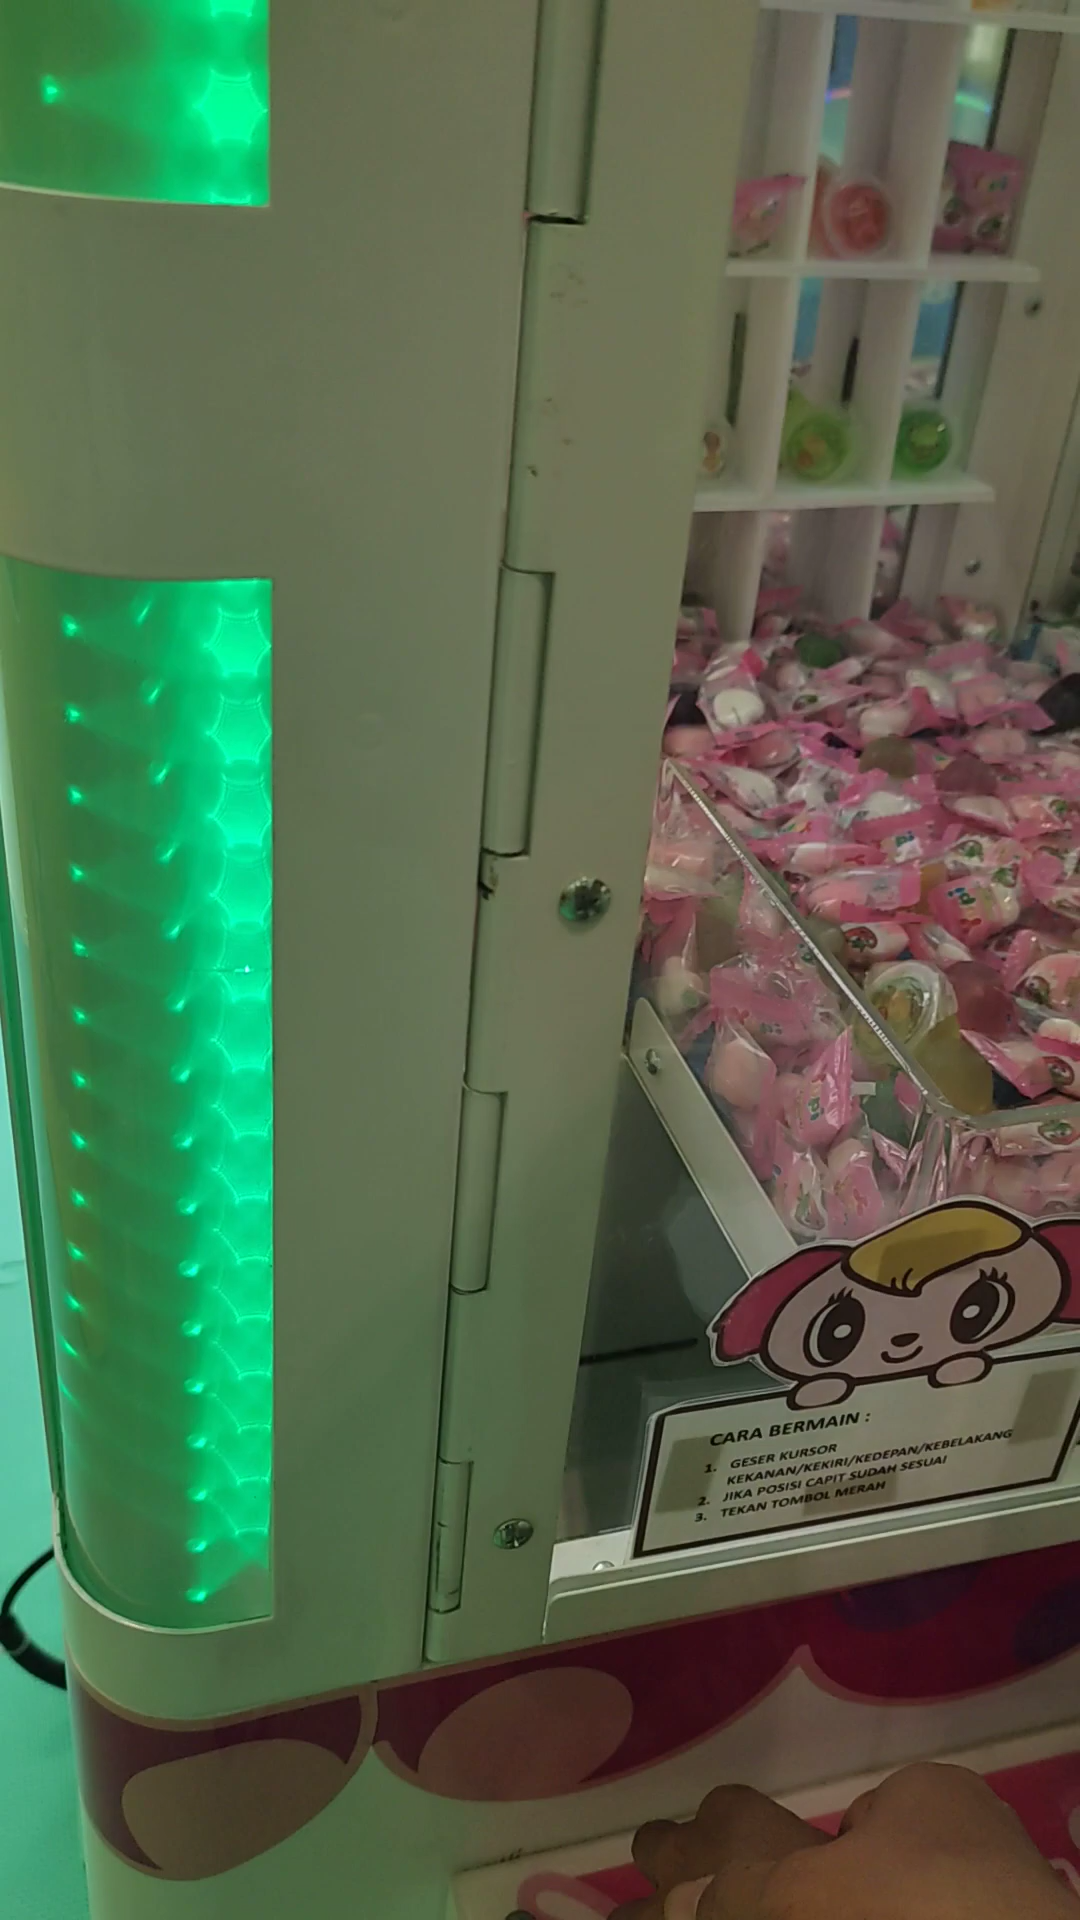 CARA BERMAIN :
1. GESER KURSOR
KEKANAN/KEKIRI/KEDEPAN/KEBELAKANG
2. JIKA POSISI CAPIT SUDAH SESUAI
3. TEKAN TOMBOL MERAH